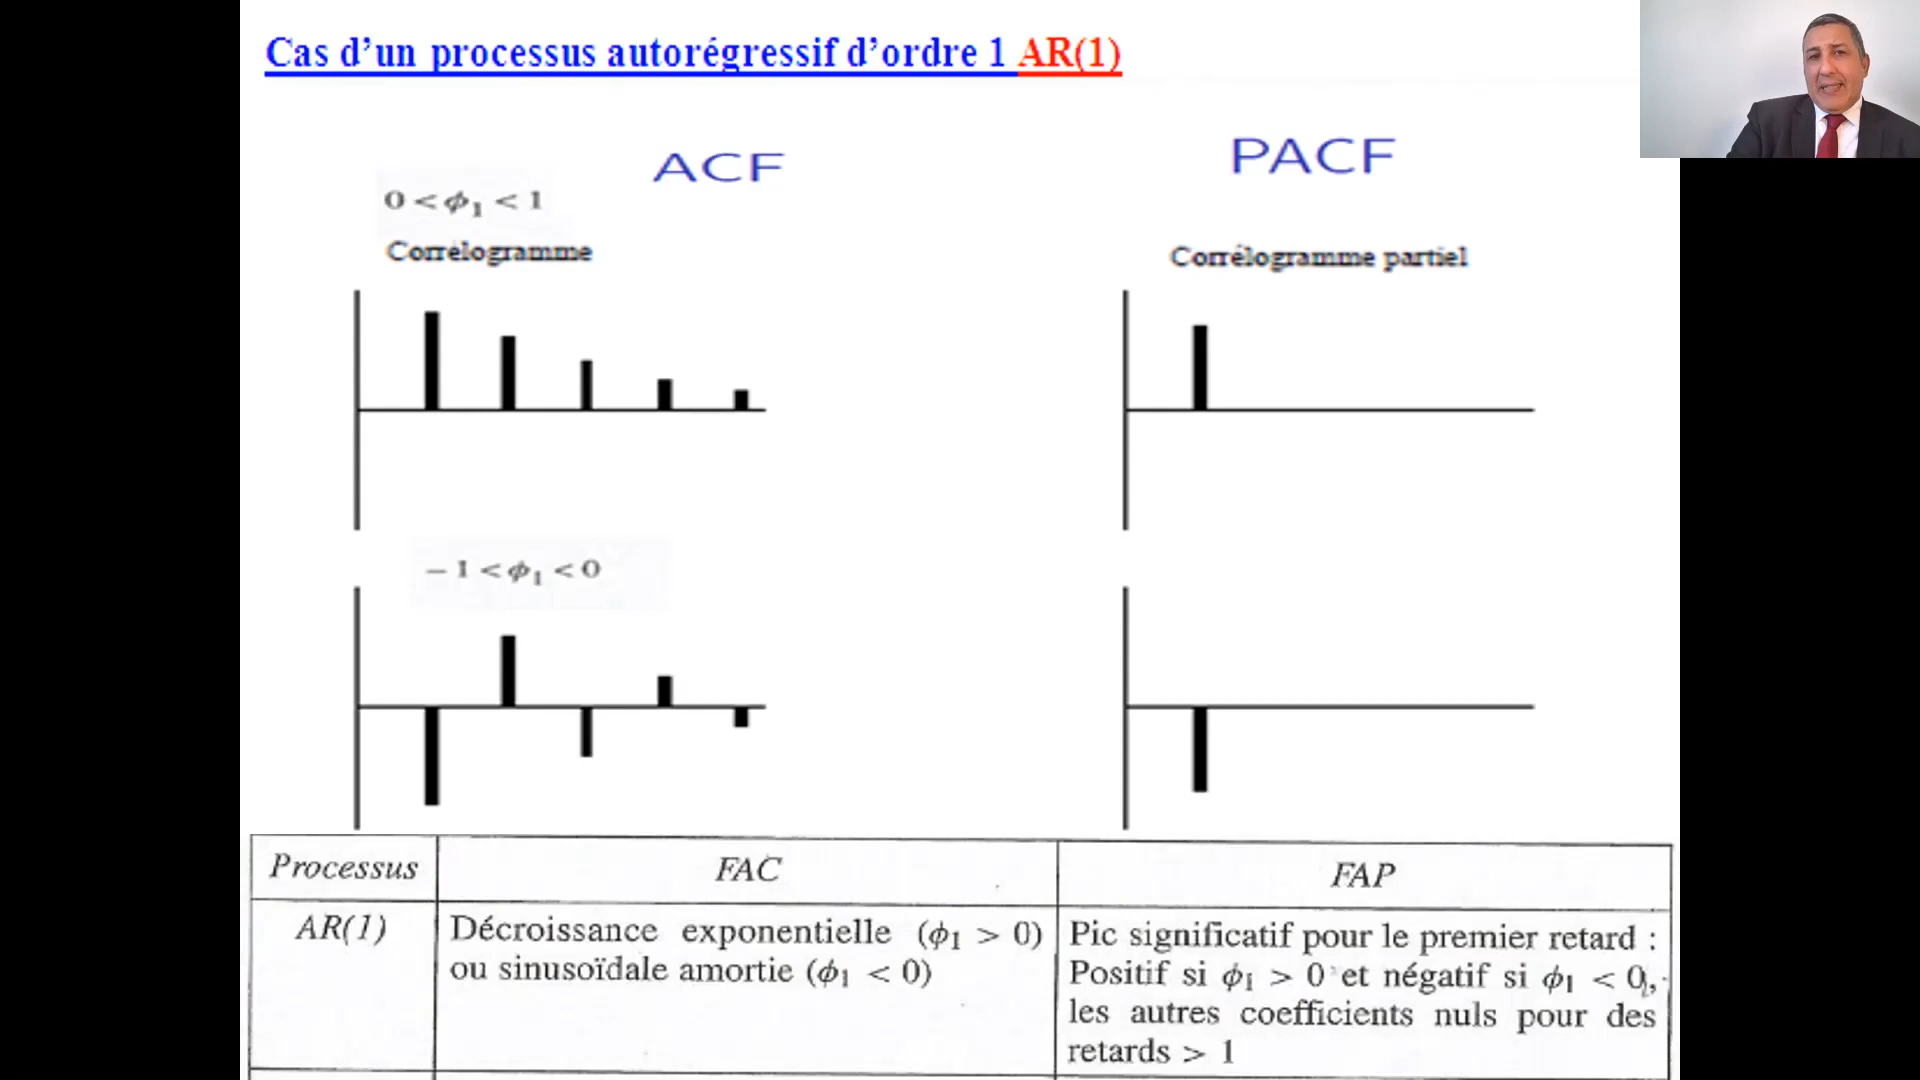 Cas d’un processus autorégressif d’ordre 1 AR(1)
ACF
PACF
0 < ϕ₁ < 1
Corrélogramme
Corrélogramme partiel
– 1 < ϕ₁ < 0
Processus
FAC
FAP
AR(1)
Décroissance exponentielle (ϕ₁ > 0)
ou sinusoïdale amortie (ϕ₁ < 0)
Pic significatif pour le premier retard :
Positif si ϕ₁ > 0 et négatif si ϕ₁ < 0,
les autres coefficients nuls pour des
retards > 1